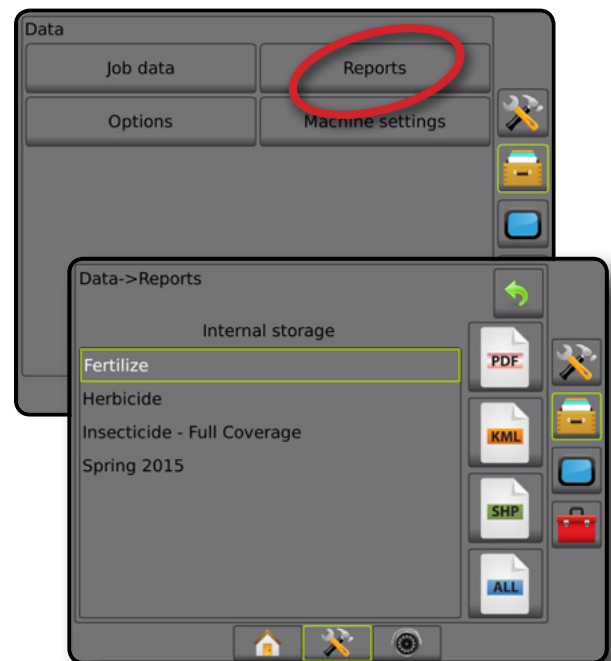 Data
Job data
Reports
Options
Machine settings
Data->Reports
Internal storage
Fertilize
Herbicide
Insecticide - Full Coverage
Spring 2015
PDF
KML
SHP
ALL